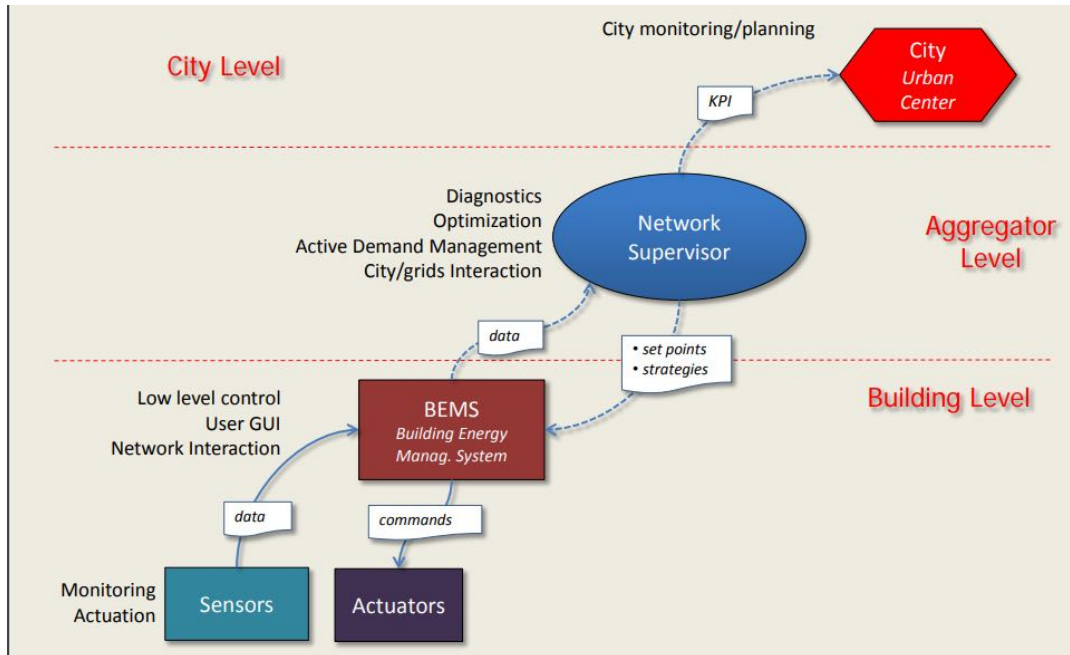 City monitoring/planning
City Level
City
Urban
Center
KPI
Diagnostics
Optimization
Active Demand Management
City/grids Interaction
Network
Supervisor
Aggregator
Level
data
• set points
• strategies
Building Level
Low level control
User GUI
Network Interaction
BEMS
Building Energy
Manag. System
data
commands
Monitoring
Actuation
Sensors
Actuators